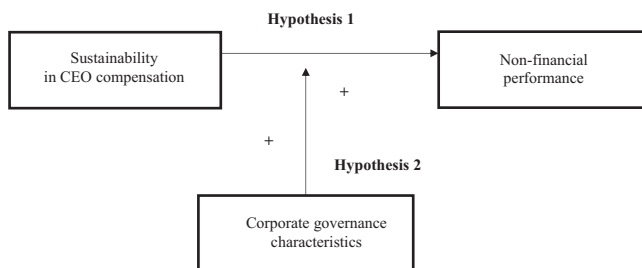 Hypothesis 1
Sustainability
in CEO compensation
Non-financial
performance
+
+
Hypothesis 2
Corporate governance
characteristics